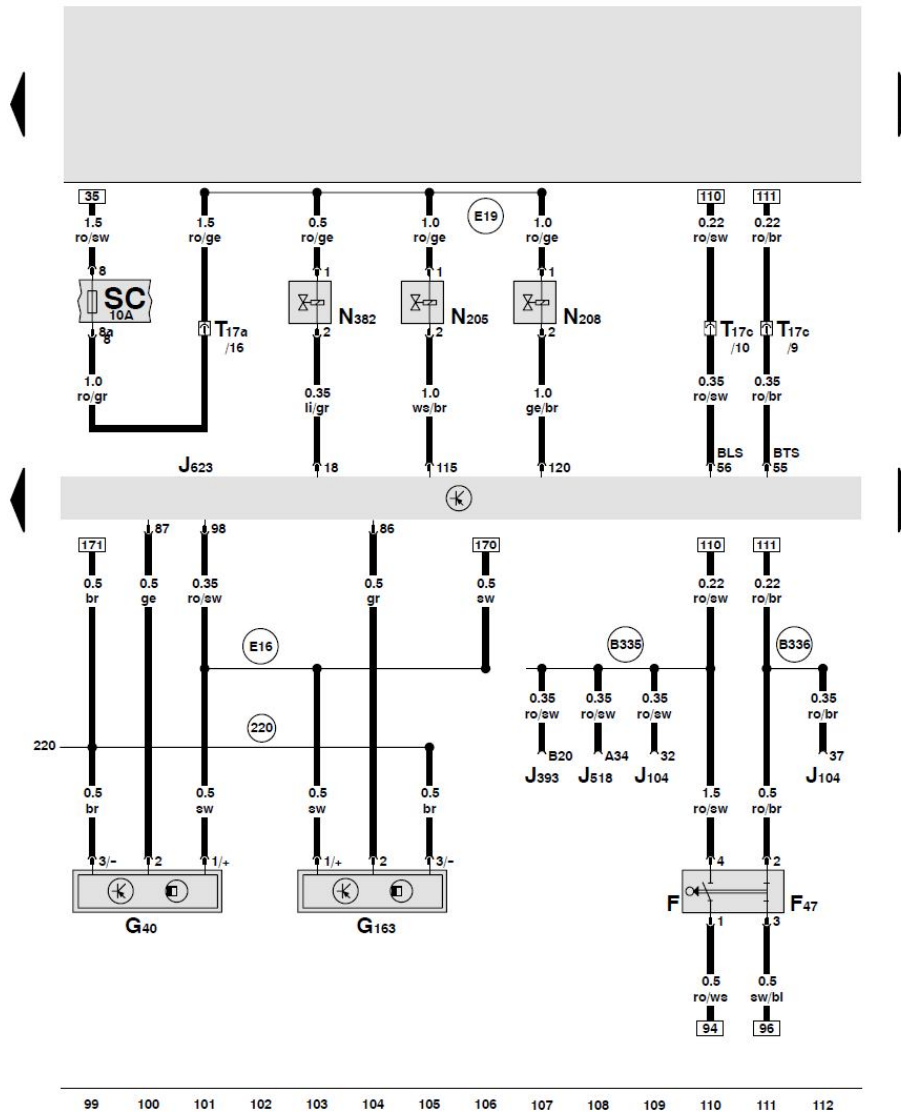 35 110 111
1.5 1.5 0.5 1.0 E19 1.0 0.22 0.22
ro/sw ro/ge ro/ge ro/ge ro/ge ro/sw ro/br
8 1 1 1
SC
10A N382 N205 N208
8a 2 2 2
8 T17a T17c T17c
/16 /10 /9
1.0 0.35 1.0 1.0 0.35 0.35
ro/gr li/gr ws/br ge/br ro/sw ro/br
BLS BTS
J623 18 115 120 56 55
87 98 86
171 170 110 111
0.5 0.5 0.35 0.5 0.5 0.22 0.22
br ge ro/sw gr sw ro/sw ro/br
E16 B335 B336
0.35 0.35 0.35 0.35
ro/sw ro/sw ro/sw ro/br
220
220 B20 A34 32 37
J393 J518 J104 J104
0.5 0.5 0.5 0.5 1.5 0.5
br sw sw br ro/sw ro/br
3/- 2 1/+ 1/+ 2 3/- 4 2
F F47
G40 G163 1 3
0.5 0.5
ro/ws sw/bl
94 96
99 100 101 102 103 104 105 106 107 108 109 110 111 112